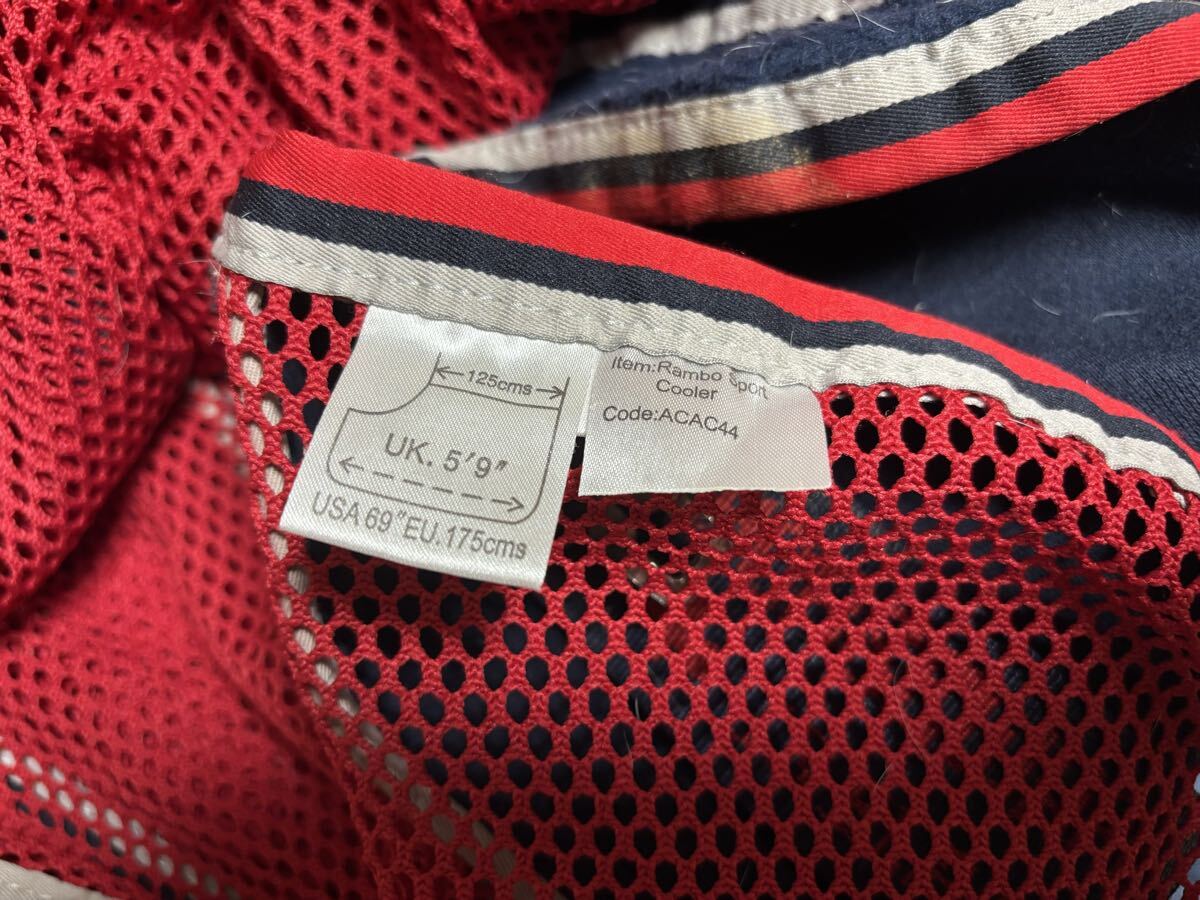 125cms
UK. 5'9"
USA 69"EU.175cms
Item:Rambo Sport
Cooler
Code:ACAC44